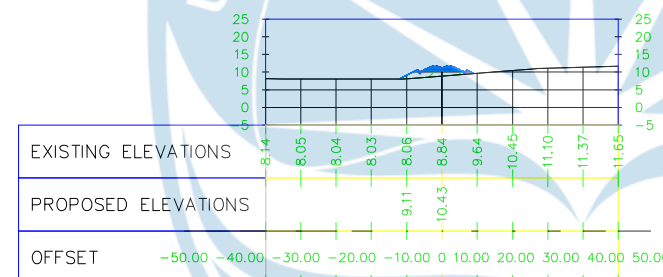 25 25
20 20
15 15
10 10
5 5
0 0
-5 -5
EXISTING ELEVATIONS 8.14 8.05 8.04 8.03 8.06 8.84 9.64 10.45 11.10 11.37 11.65
PROPOSED ELEVATIONS 9.11 10.43
OFFSET -50.00 -40.00 -30.00 -20.00 -10.00 0 10.00 20.00 30.00 40.00 50.0